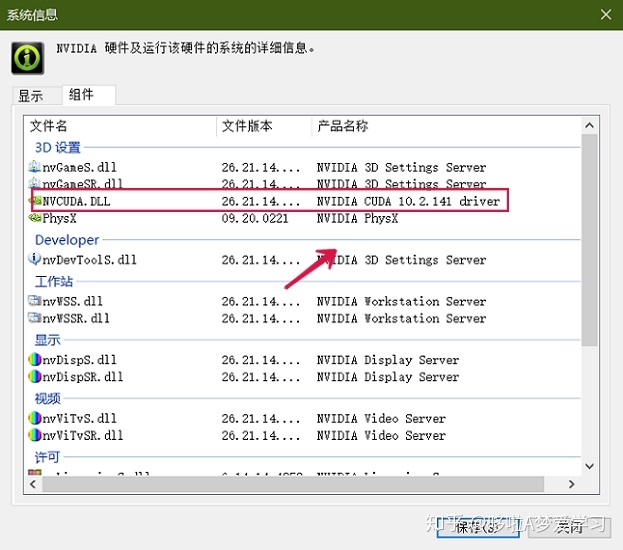 系统信息
NVIDIA 硬件及运行该硬件的系统的详细信息。
显示 组件
文件名 文件版本 产品名称
3D 设置
nvGameS.dll 26.21.14.... NVIDIA 3D Settings Server
nvGameSR.dll 26.21.14.... NVIDIA 3D Settings Server
NVCUDA.DLL 26.21.14.... NVIDIA CUDA 10.2.141 driver
PhysX 09.20.0221 NVIDIA PhysX
Developer
nvDevToolS.dll 26.21.14.... NVIDIA 3D Settings Server
工作站
nvWSS.dll 26.21.14.... NVIDIA Workstation Server
nvWSSR.dll 26.21.14.... NVIDIA Workstation Server
显示
nvDispS.dll 26.21.14.... NVIDIA Display Server
nvDispSR.dll 26.21.14.... NVIDIA Display Server
视频
nvViTvS.dll 26.21.14.... NVIDIA Video Server
nvViTvSR.dll 26.21.14.... NVIDIA Video Server
许可
保存(S) 关闭
知乎 @哆啦A梦爱学习